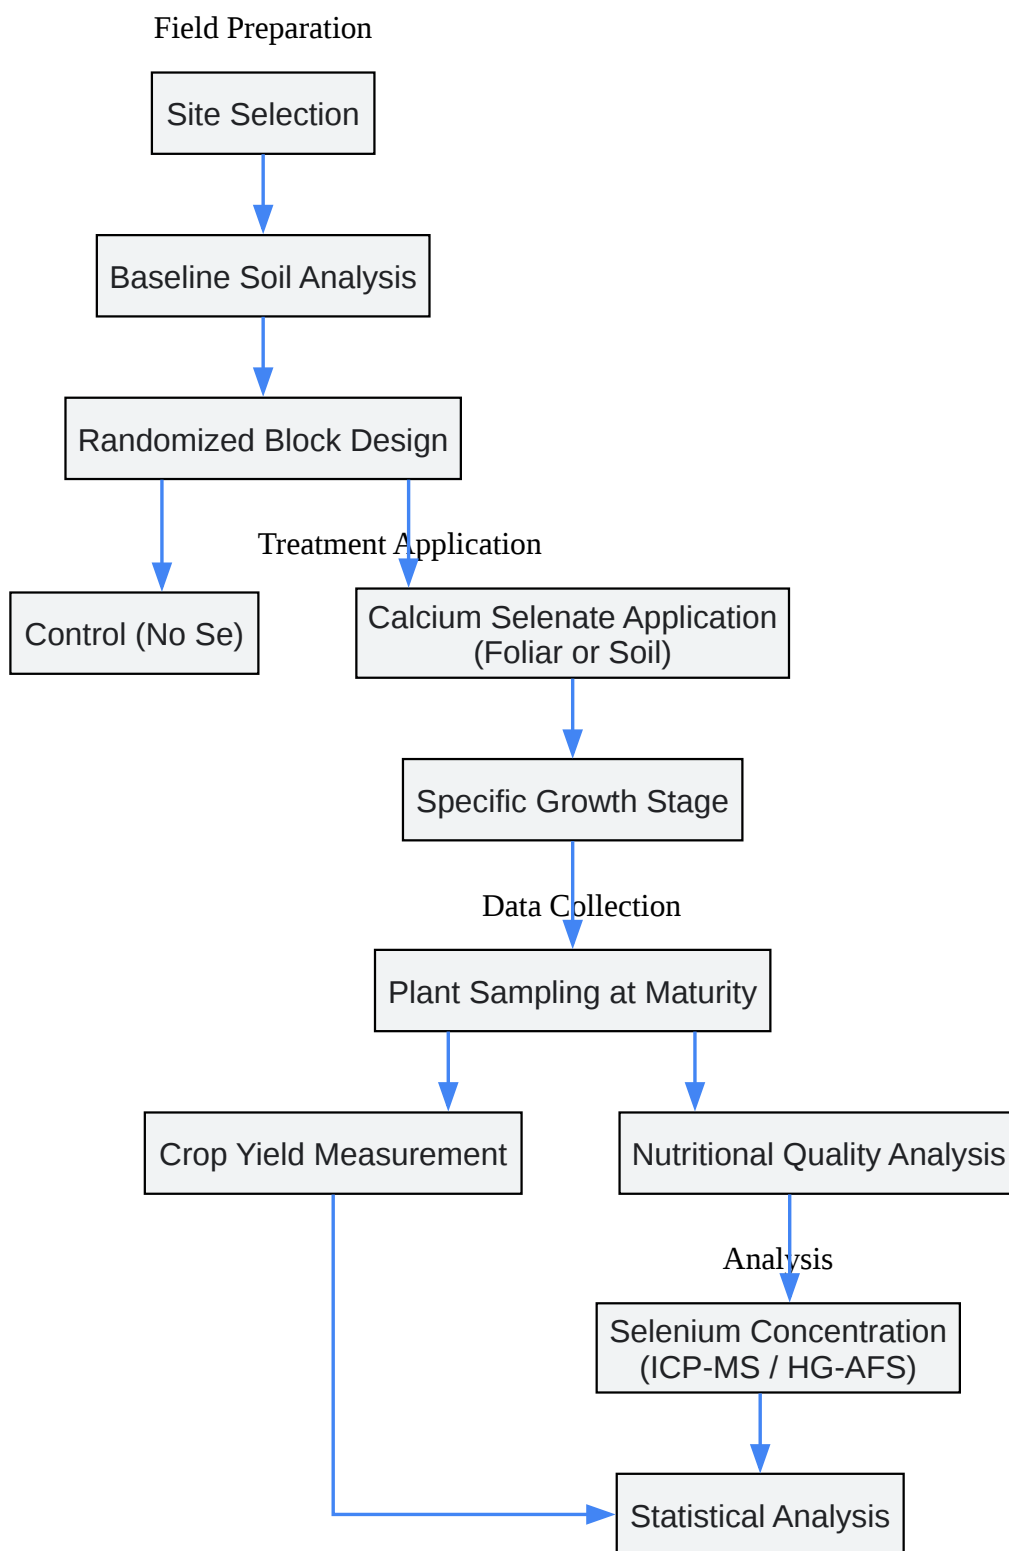 Field Preparation
Site Selection
Baseline Soil Analysis
Randomized Block Design
Treatment Application
Control (No Se)
Calcium Selenate Application
(Foliar or Soil)
Specific Growth Stage
Data Collection
Plant Sampling at Maturity
Crop Yield Measurement
Nutritional Quality Analysis
Analysis
Selenium Concentration
(ICP-MS / HG-AFS)
Statistical Analysis